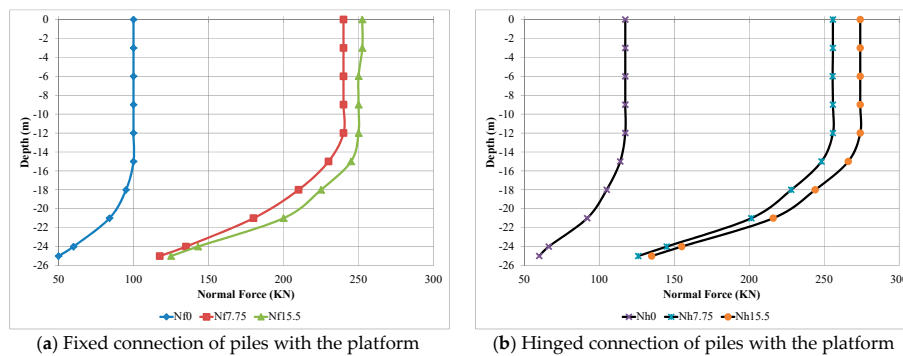 0
-2
-4
-6
-8
-10
-12
-14
-16
-18
-20
-22
-24
-26
Depth (m)
50 100 150 200 250 300
Normal Force (KN)
Nf0 Nf7.75 Nf15.5
(a) Fixed connection of piles with the platform
0
-2
-4
-6
-8
-10
-12
-14
-16
-18
-20
-22
-24
-26
Depth (m)
50 100 150 200 250 300
Normal Force (KN)
Nh0 Nh7.75 Nh15.5
(b) Hinged connection of piles with the platform